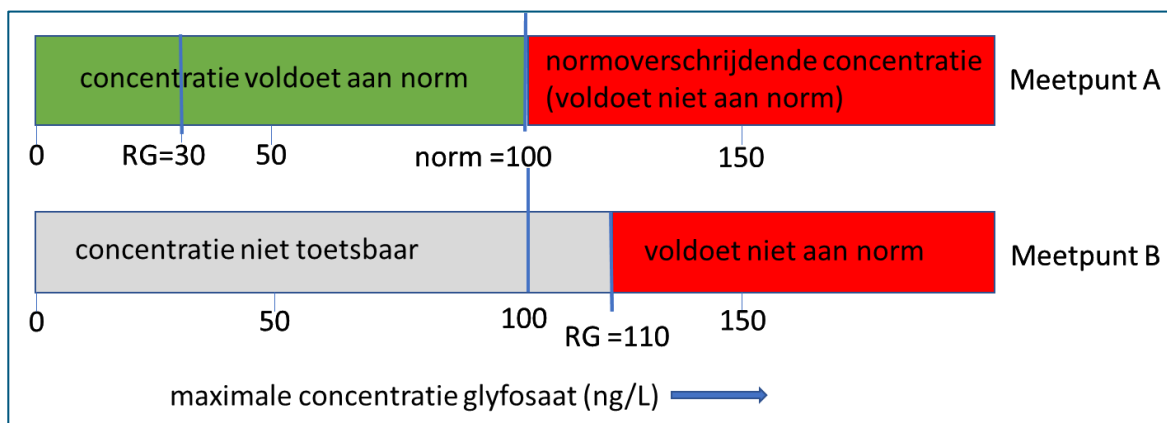 concentratie voldoet aan norm
normoverschrijdende concentratie
(voldoet niet aan norm)
Meetpunt A
0
RG=30
50
norm =100
150
concentratie niet toetsbaar
voldoet niet aan norm
Meetpunt B
0
50
100
RG =110
150
maximale concentratie glyfosaat (ng/L)